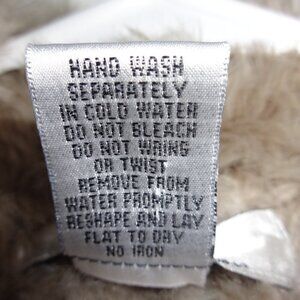 HAND WASH
SEPARATELY
IN COLD WATER
DO NOT BLEACH
DO NOT WRING
OR TWIST
REMOVE FROM
WATER PROMPTLY
RESHAPE AND LAY
FLAT TO DRY
NO IRON